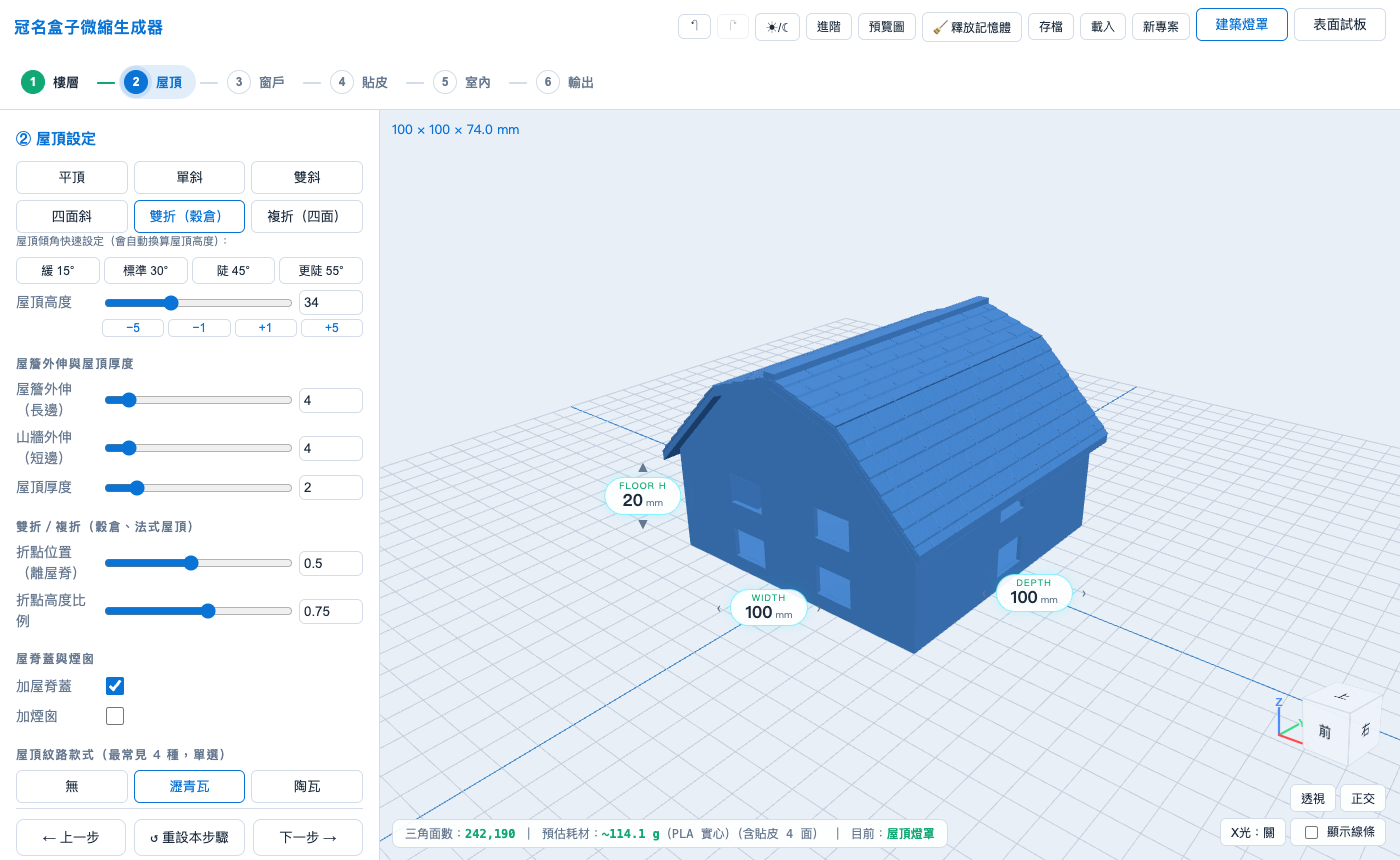 冠名盒子微縮生成器
☀/☾ 進階 預覽圖 🧹 釋放記憶體 存檔 載入 新專案 建築燈罩 表面試板
1 樓層 2 屋頂 3 窗戶 4 貼皮 5 室內 6 輸出
② 屋頂設定
平頂 單斜 雙斜
四面斜 雙折（穀倉） 複折（四面）
屋頂傾角快速設定（會自動換算屋頂高度）：
緩 15° 標準 30° 陡 45° 更陡 55°
屋頂高度 34
−5 −1 +1 +5
屋簷外伸與屋頂厚度
屋簷外伸
（長邊） 4
山牆外伸
（短邊） 4
屋頂厚度 2
雙折 / 複折（穀倉、法式屋頂）
折點位置
（離屋脊） 0.5
折點高度比
例 0.75
屋脊蓋與煙囪
加屋脊蓋
加煙囪
屋頂紋路款式（最常見 4 種，單選）
無 瀝青瓦 陶瓦
← 上一步 ↺ 重設本步驟 下一步 →
100 × 100 × 74.0 mm
FLOOR H
20 mm
WIDTH
100 mm
DEPTH
100 mm
Z
前 右
透視 正交
X光：關 顯示線條
三角面數：242,190 | 預估耗材：~114.1 g (PLA 實心)(含貼皮 4 面) | 目前：屋頂燈罩